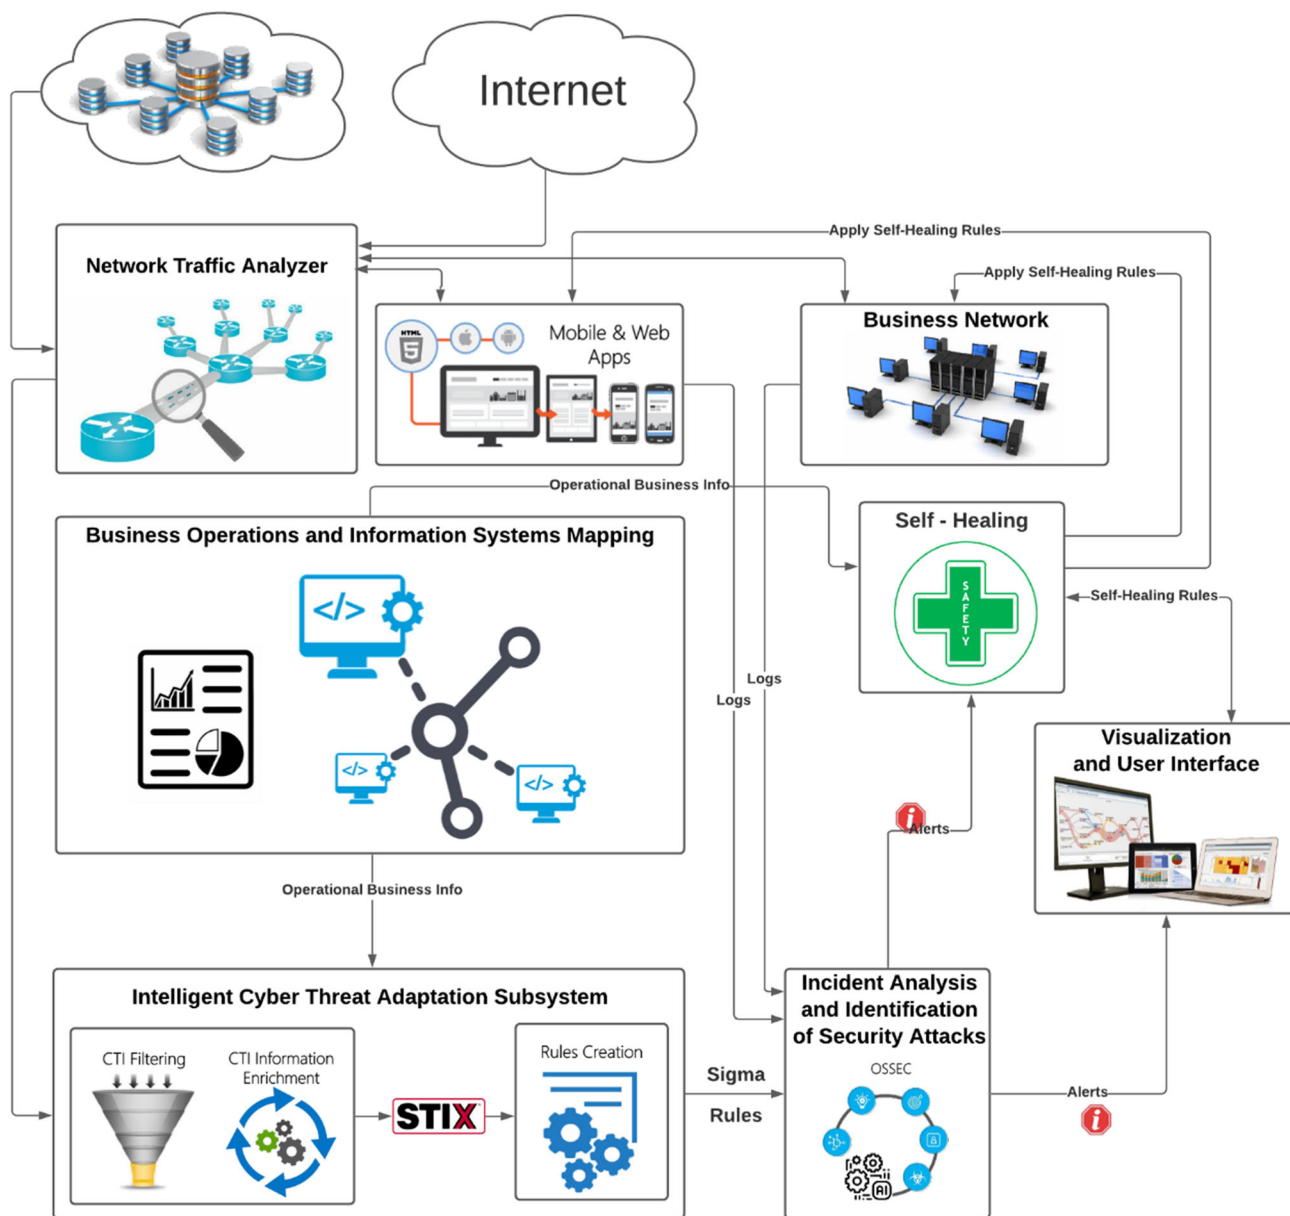 Internet
Apply Self-Healing Rules
Network Traffic Analyzer
Apply Self-Healing Rules
HTML
5
Mobile & Web
Apps
Business Network
Operational Business Info
Business Operations and Information Systems Mapping
</>
</>
</>
Self - Healing
SAFETY
Self-Healing Rules
Logs
Logs
Visualization
and User Interface
i
Alerts
Operational Business Info
Intelligent Cyber Threat Adaptation Subsystem
CTI Filtering
CTI Information
Enrichment
STIX
Rules Creation
Sigma
Rules
Incident Analysis
and Identification
of Security Attacks
OSSEC
AI
Alerts
i